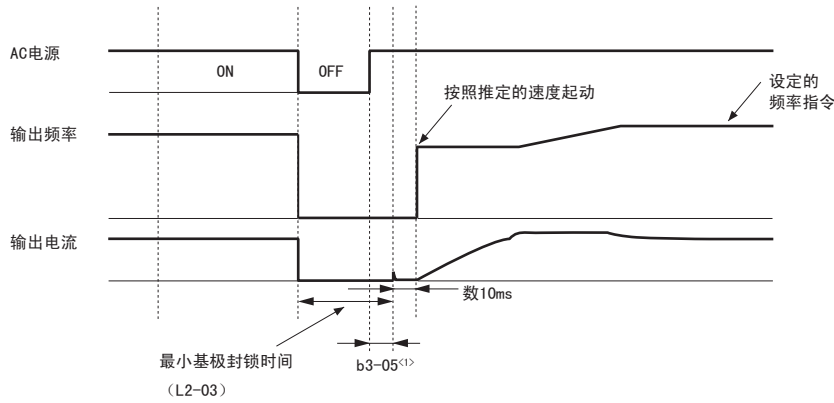 AC电源
ON
OFF
设定的
频率指令
按照推定的速度起动
输出频率
输出电流
数10ms
最小基极封锁时间
(L2-03)
b3-05<1>